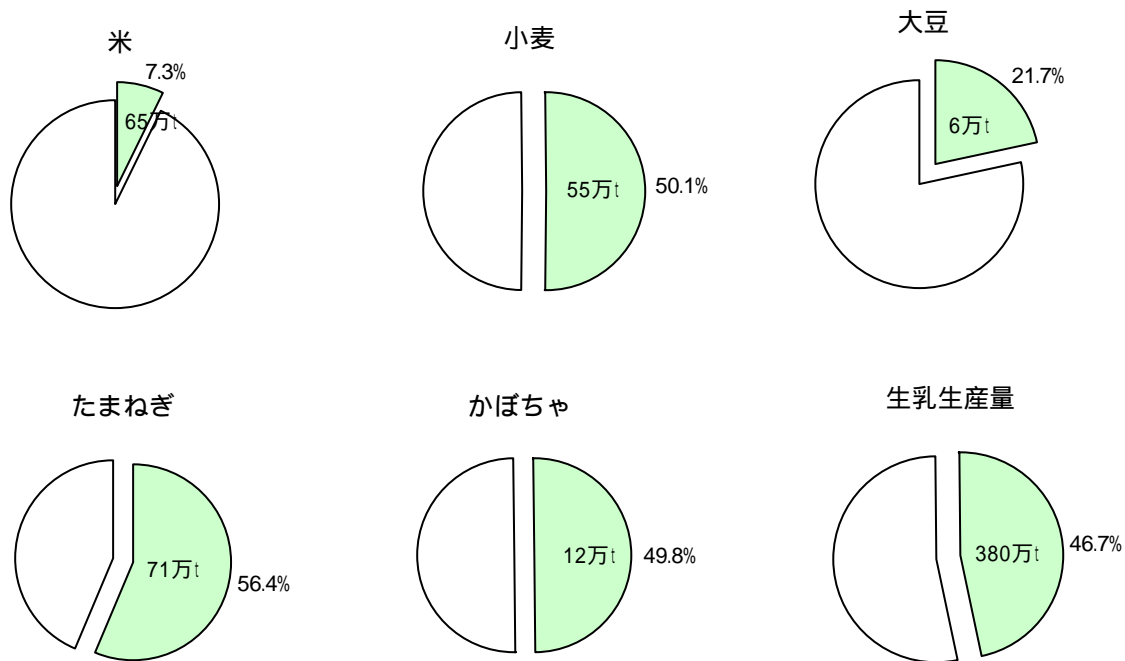 米
7.3%
65万t
小麦
55万t
50.1%
大豆
21.7%
6万t
たまねぎ
71万t
56.4%
かぼちゃ
12万t
49.8%
生乳生産量
380万t
46.7%